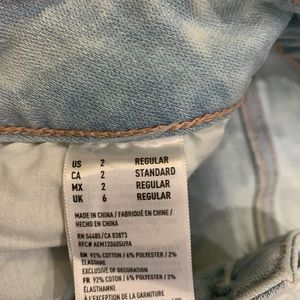 US 2 REGULAR
CA 2 STANDARD
MX 2 REGULAR
UK 6 REGULAR
MADE IN CHINA / FABRIQUÉ EN CHINE /
HECHO EN CHINA
RN 54485/CA 03873
RFC# AEM120605U9A
EN: 92% COTTON / 6% POLYESTER / 2%
ELASTANE
EXCLUSIVE OF DECORATION
FR: 92% COTON / 6% POLYESTER / 2%
ÉLASTHANNE
À L'EXCEPTION DE LA GARNITURE